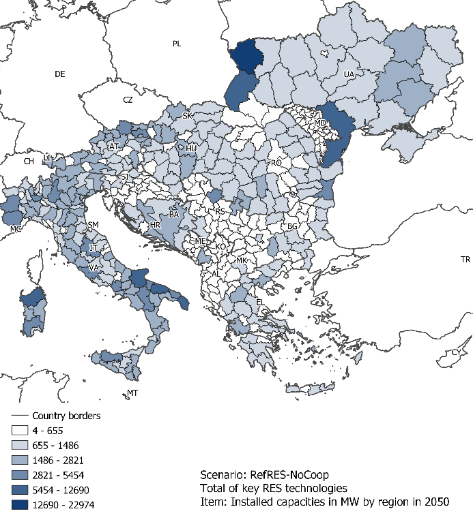 PL
DE
UA
CZ
SK
MD
AT
CH
HU
RO
SI
HR
BA
RS
MC
SM
IT
ME
KO
BG
VA
MK
AL
TR
EL
CY
MT
Country borders
4 - 655
655 - 1486
1486 - 2821
2821 - 5454
5454 - 12690
12690 - 22974
Scenario: RefRES-NoCoop
Total of key RES technologies
Item: Installed capacities in MW by region in 2050